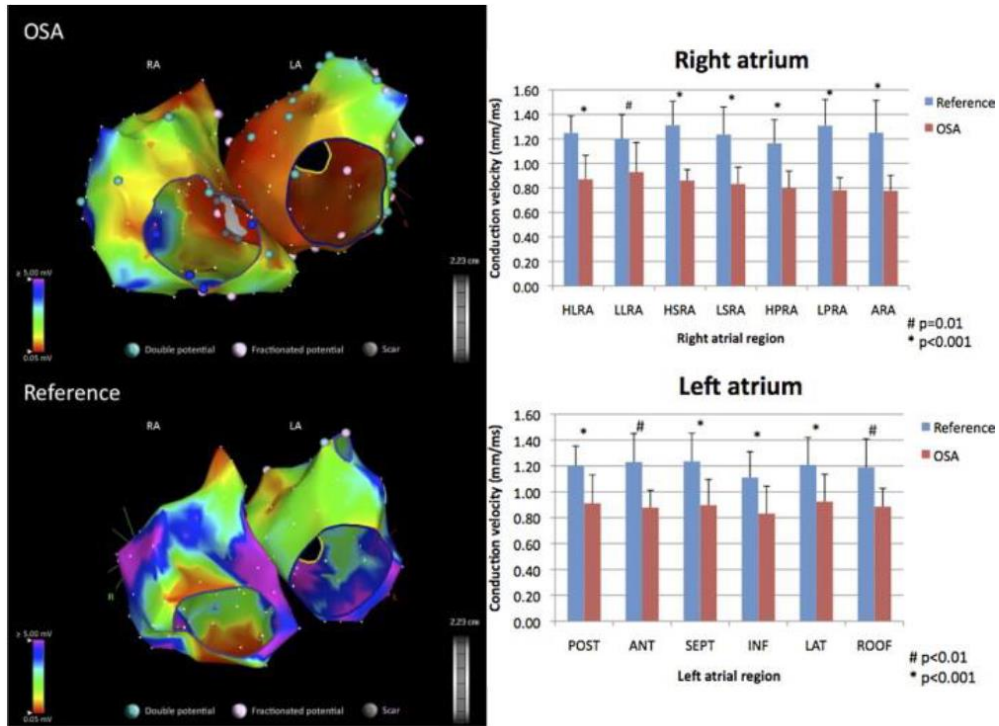 OSA
RA
LA
≥ 5.00 mV
0.05 mV
2.23 cm
Double potential
Fractionated potential
Scar
Reference
RA
LA
R
≥ 5.00 mV
0.05 mV
2.23 cm
Double potential
Fractionated potential
Scar
Right atrium
Conduction velocity (mm/ms)
1.60
1.40
1.20
1.00
0.80
0.60
0.40
0.20
0.00
* # * * * * *
Reference
OSA
HLRA LLRA HSRA LSRA HPRA LPRA ARA
Right atrial region
# p=0.01
* p<0.001
Left atrium
Conduction velocity (mm/ms)
1.60
1.40
1.20
1.00
0.80
0.60
0.40
0.20
0.00
* # * * * #
Reference
OSA
POST ANT SEPT INF LAT ROOF
Left atrial region
# p<0.01
* p<0.001